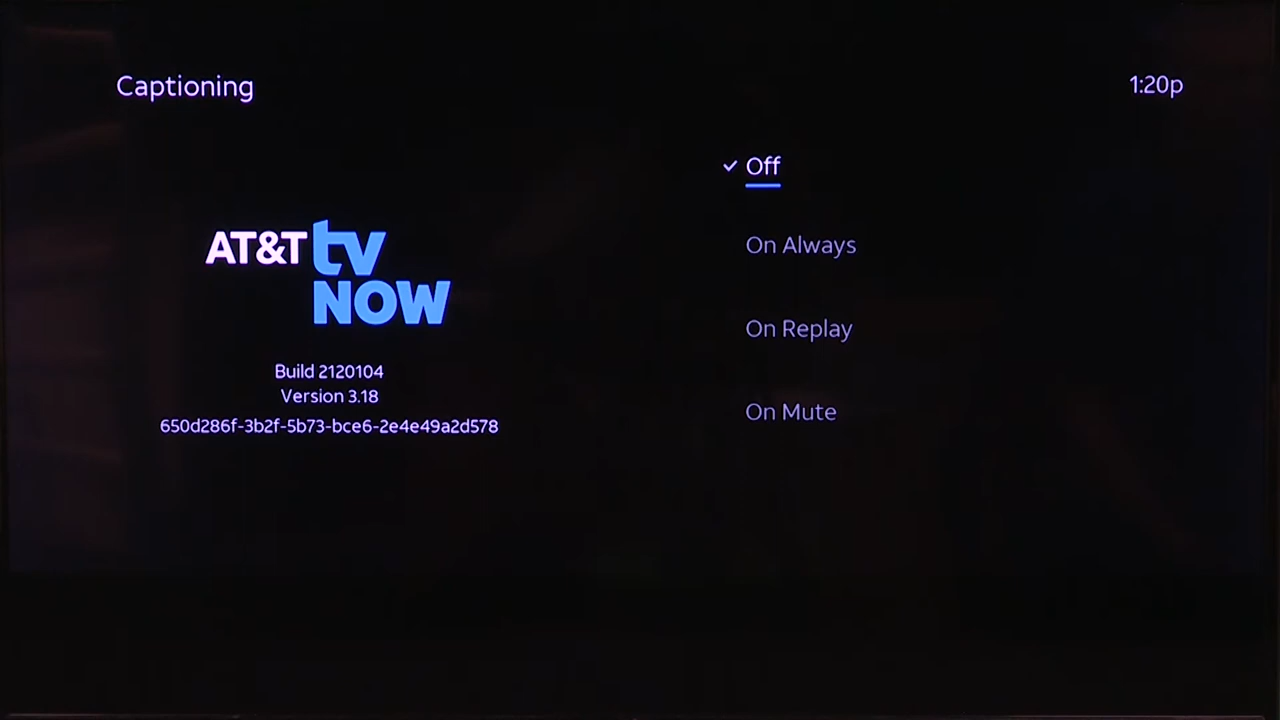 Captioning
1:20p
Off
On Always
On Replay
On Mute
AT&T tv
NOW
Build 2120104
Version 3.18
650d286f-3b2f-5b73-bce6-2e4e49a2d578